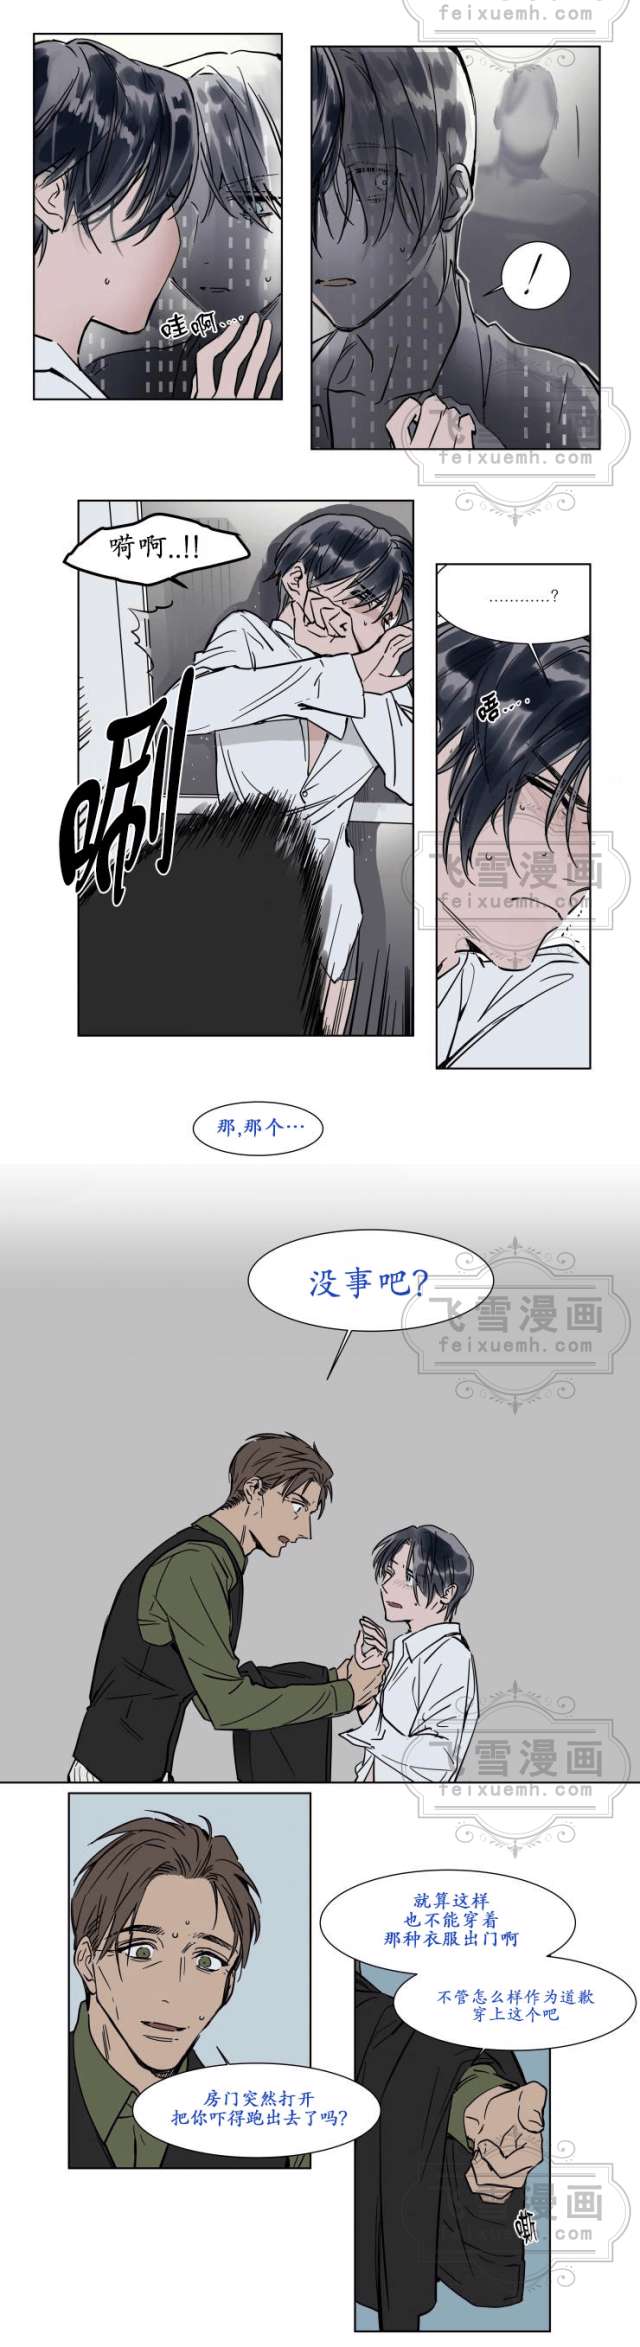 feixuemh.com
哇啊...
!
飞雪漫画
feixuemh.com
嗬啊..!!
............?
唔....
唰
飞雪漫画
feixuemh.com
那,那个…
没事吧?
飞雪漫画
feixuemh.com
飞雪漫画
feixuemh.com
就算这样
也不能穿着
那种衣服出门啊
不管怎么样作为道歉
穿上这个吧
房门突然打开
把你吓得跑出去了吗?
飞雪漫画
feixuemh.com